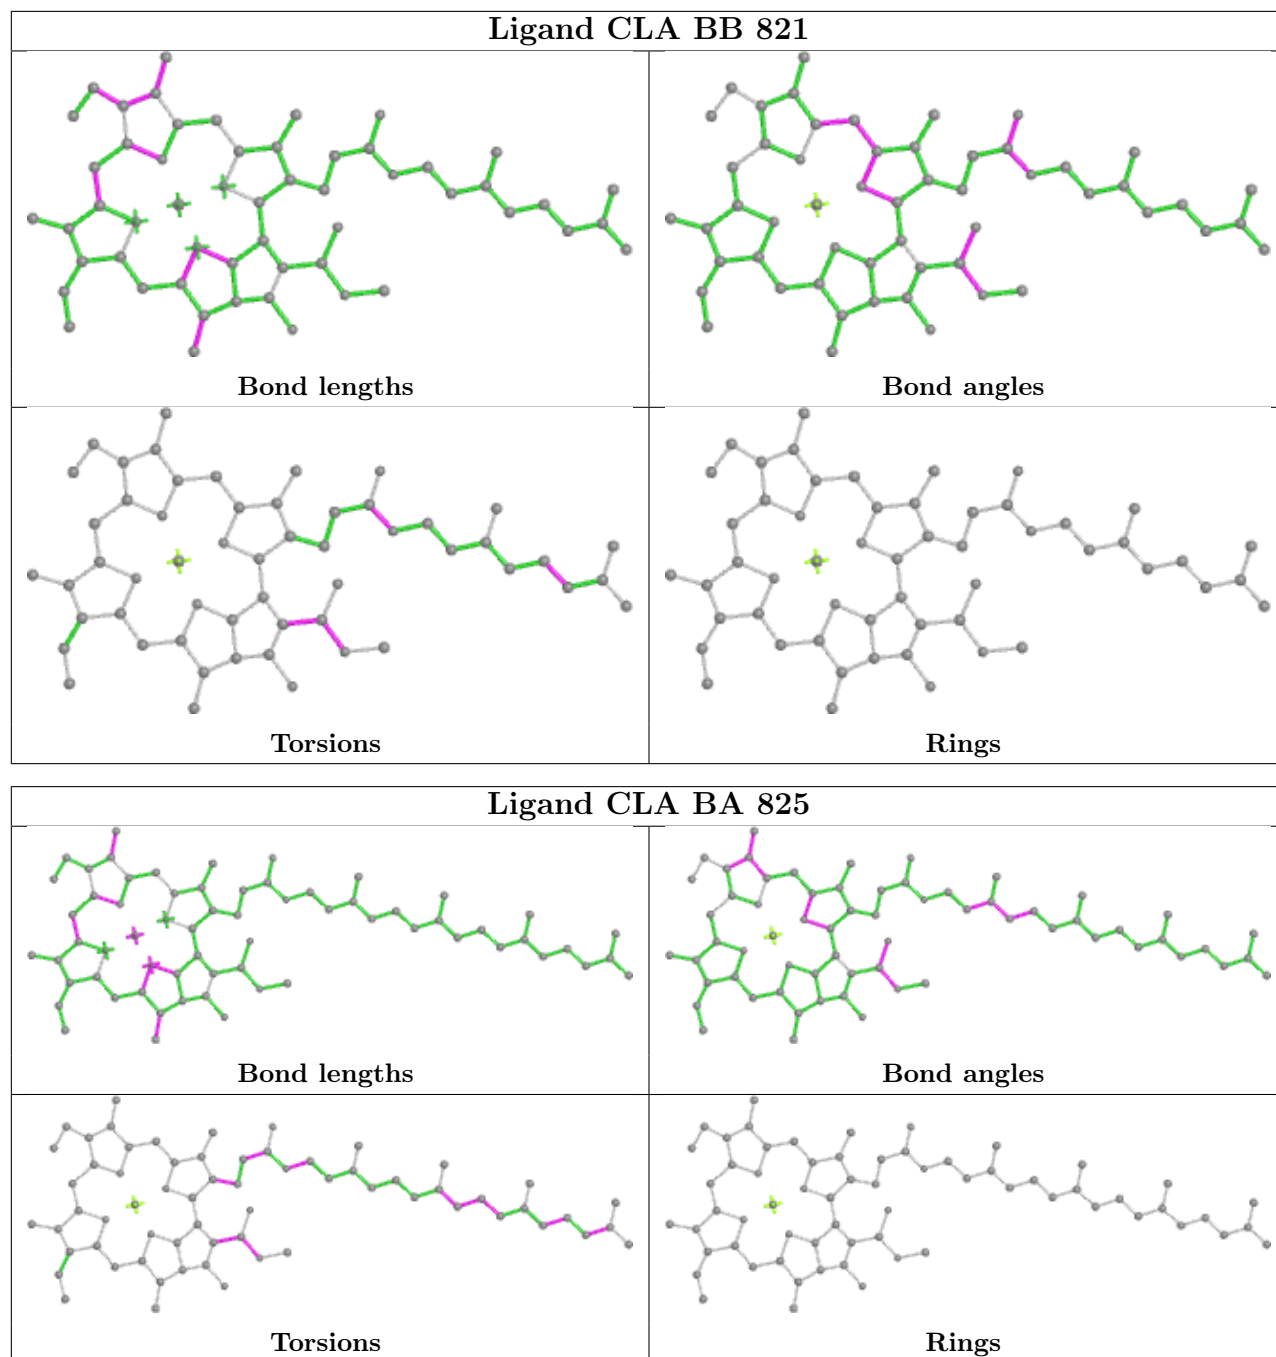 Ligand CLA BB 821
Bond lengths
Bond angles
Torsions
Rings
Ligand CLA BA 825
Bond lengths
Bond angles
Torsions
Rings